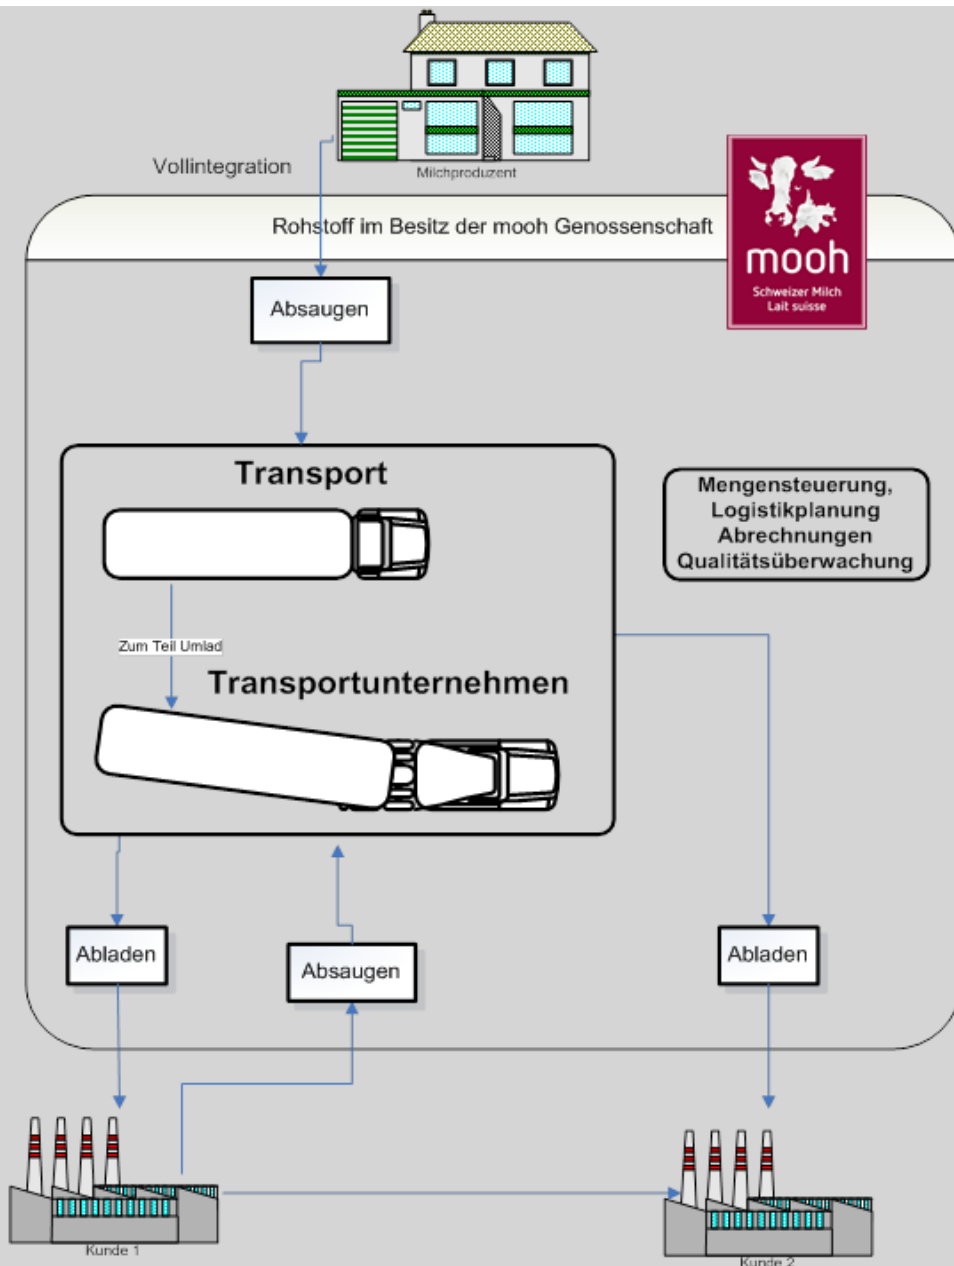 Milchproduzent
Vollintegration
Rohstoff im Besitz der mooh Genossenschaft
mooh
Schweizer Milch
Lait suisse
Absaugen
Transport
Mengensteuerung,
Logistikplanung
Abrechnungen
Qualitätsüberwachung
Zum Teil Umlad
Transportunternehmen
Abladen
Absaugen
Abladen
Kunde 1
Kunde 2